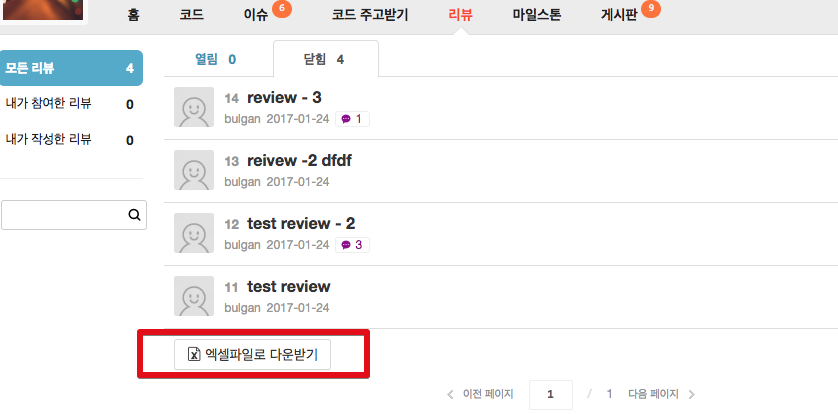 홈 코드 이슈 6 코드 주고받기 리뷰 마일스톤 게시판 9
모든 리뷰 4
내가 참여한 리뷰 0
내가 작성한 리뷰 0
열림 0 닫힘 4
14 review - 3
bulgan 2017-01-24 1
13 reivew -2 dfdf
bulgan 2017-01-24
12 test review - 2
bulgan 2017-01-24 3
11 test review
bulgan 2017-01-24
엑셀파일로 다운받기
이전 페이지 1 / 1 다음 페이지